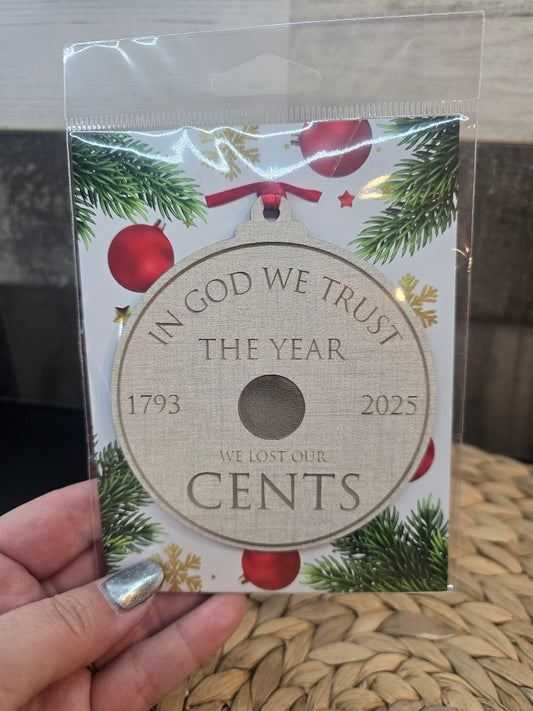 IN GOD WE TRUST
THE YEAR
1793 2025
WE LOST OUR
CENTS